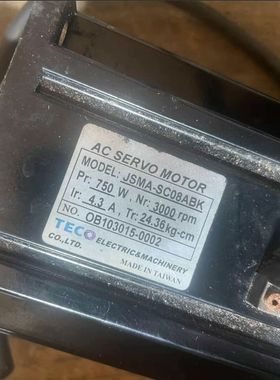 AC SERVO MOTOR
MODEL: JSMA-SC08ABK
Pr: 750 W, Nr: 3000 rpm
Ir: 4.3 A, Tr: 24.36kg-cm
NO. OB103015-0002
TECO ELECTRIC&MACHINERY
CO.,LTD. MADE IN TAIWAN